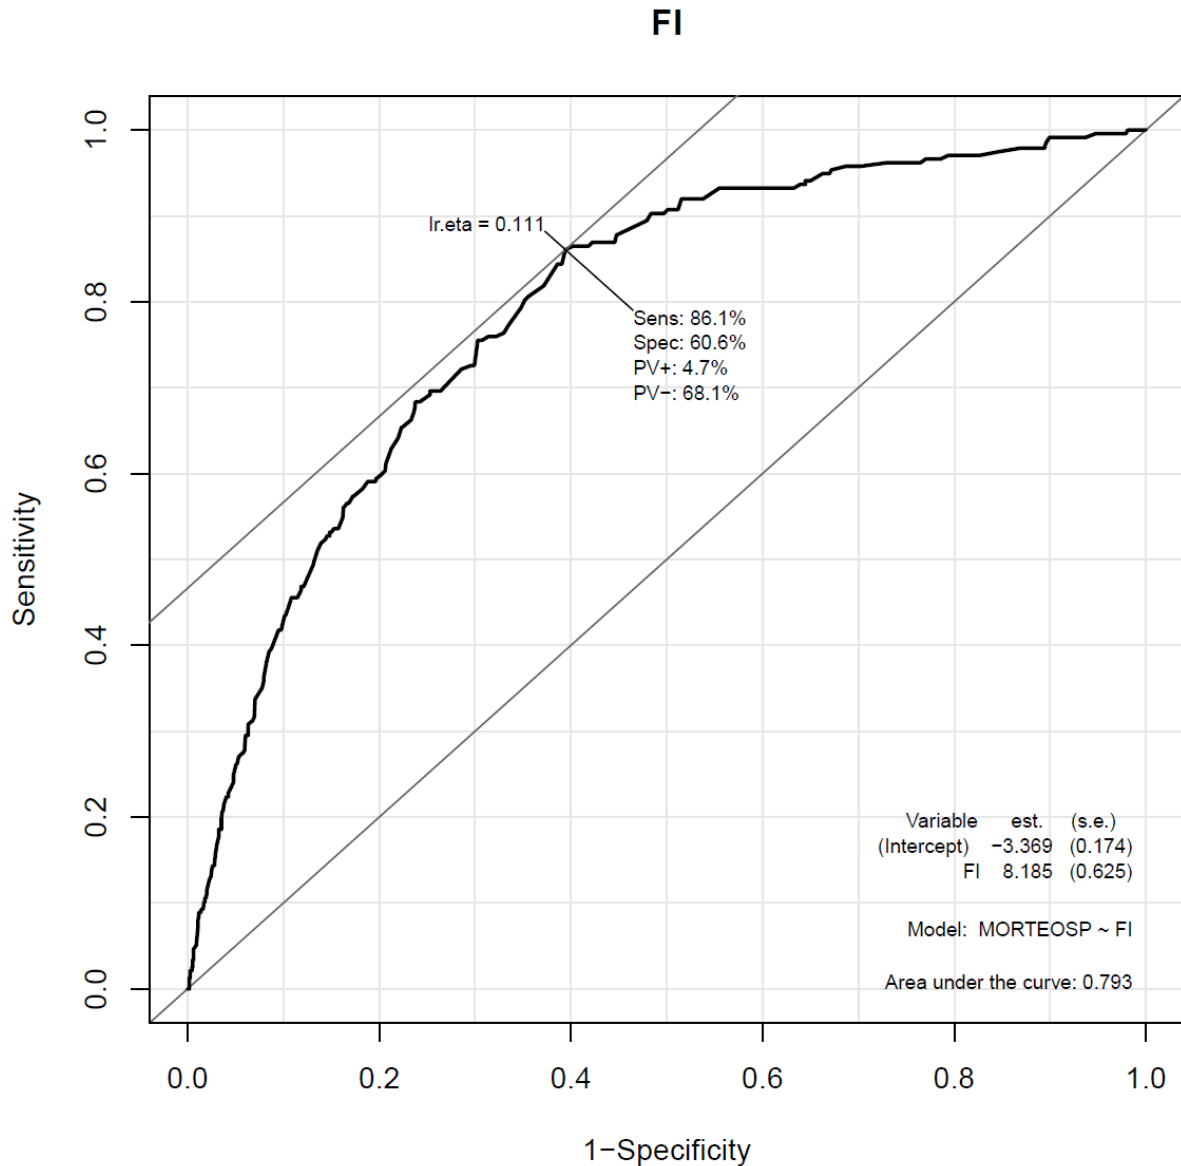 FI
Sensitivity
1.0
0.8
0.6
0.4
0.2
0.0
lr.eta = 0.111
Sens: 86.1%
Spec: 60.6%
PV+: 4.7%
PV−: 68.1%
Variable est. (s.e.)
(Intercept) −3.369 (0.174)
FI 8.185 (0.625)
Model: MORTEOSP ~ FI
Area under the curve: 0.793
0.0 0.2 0.4 0.6 0.8 1.0
1−Specificity